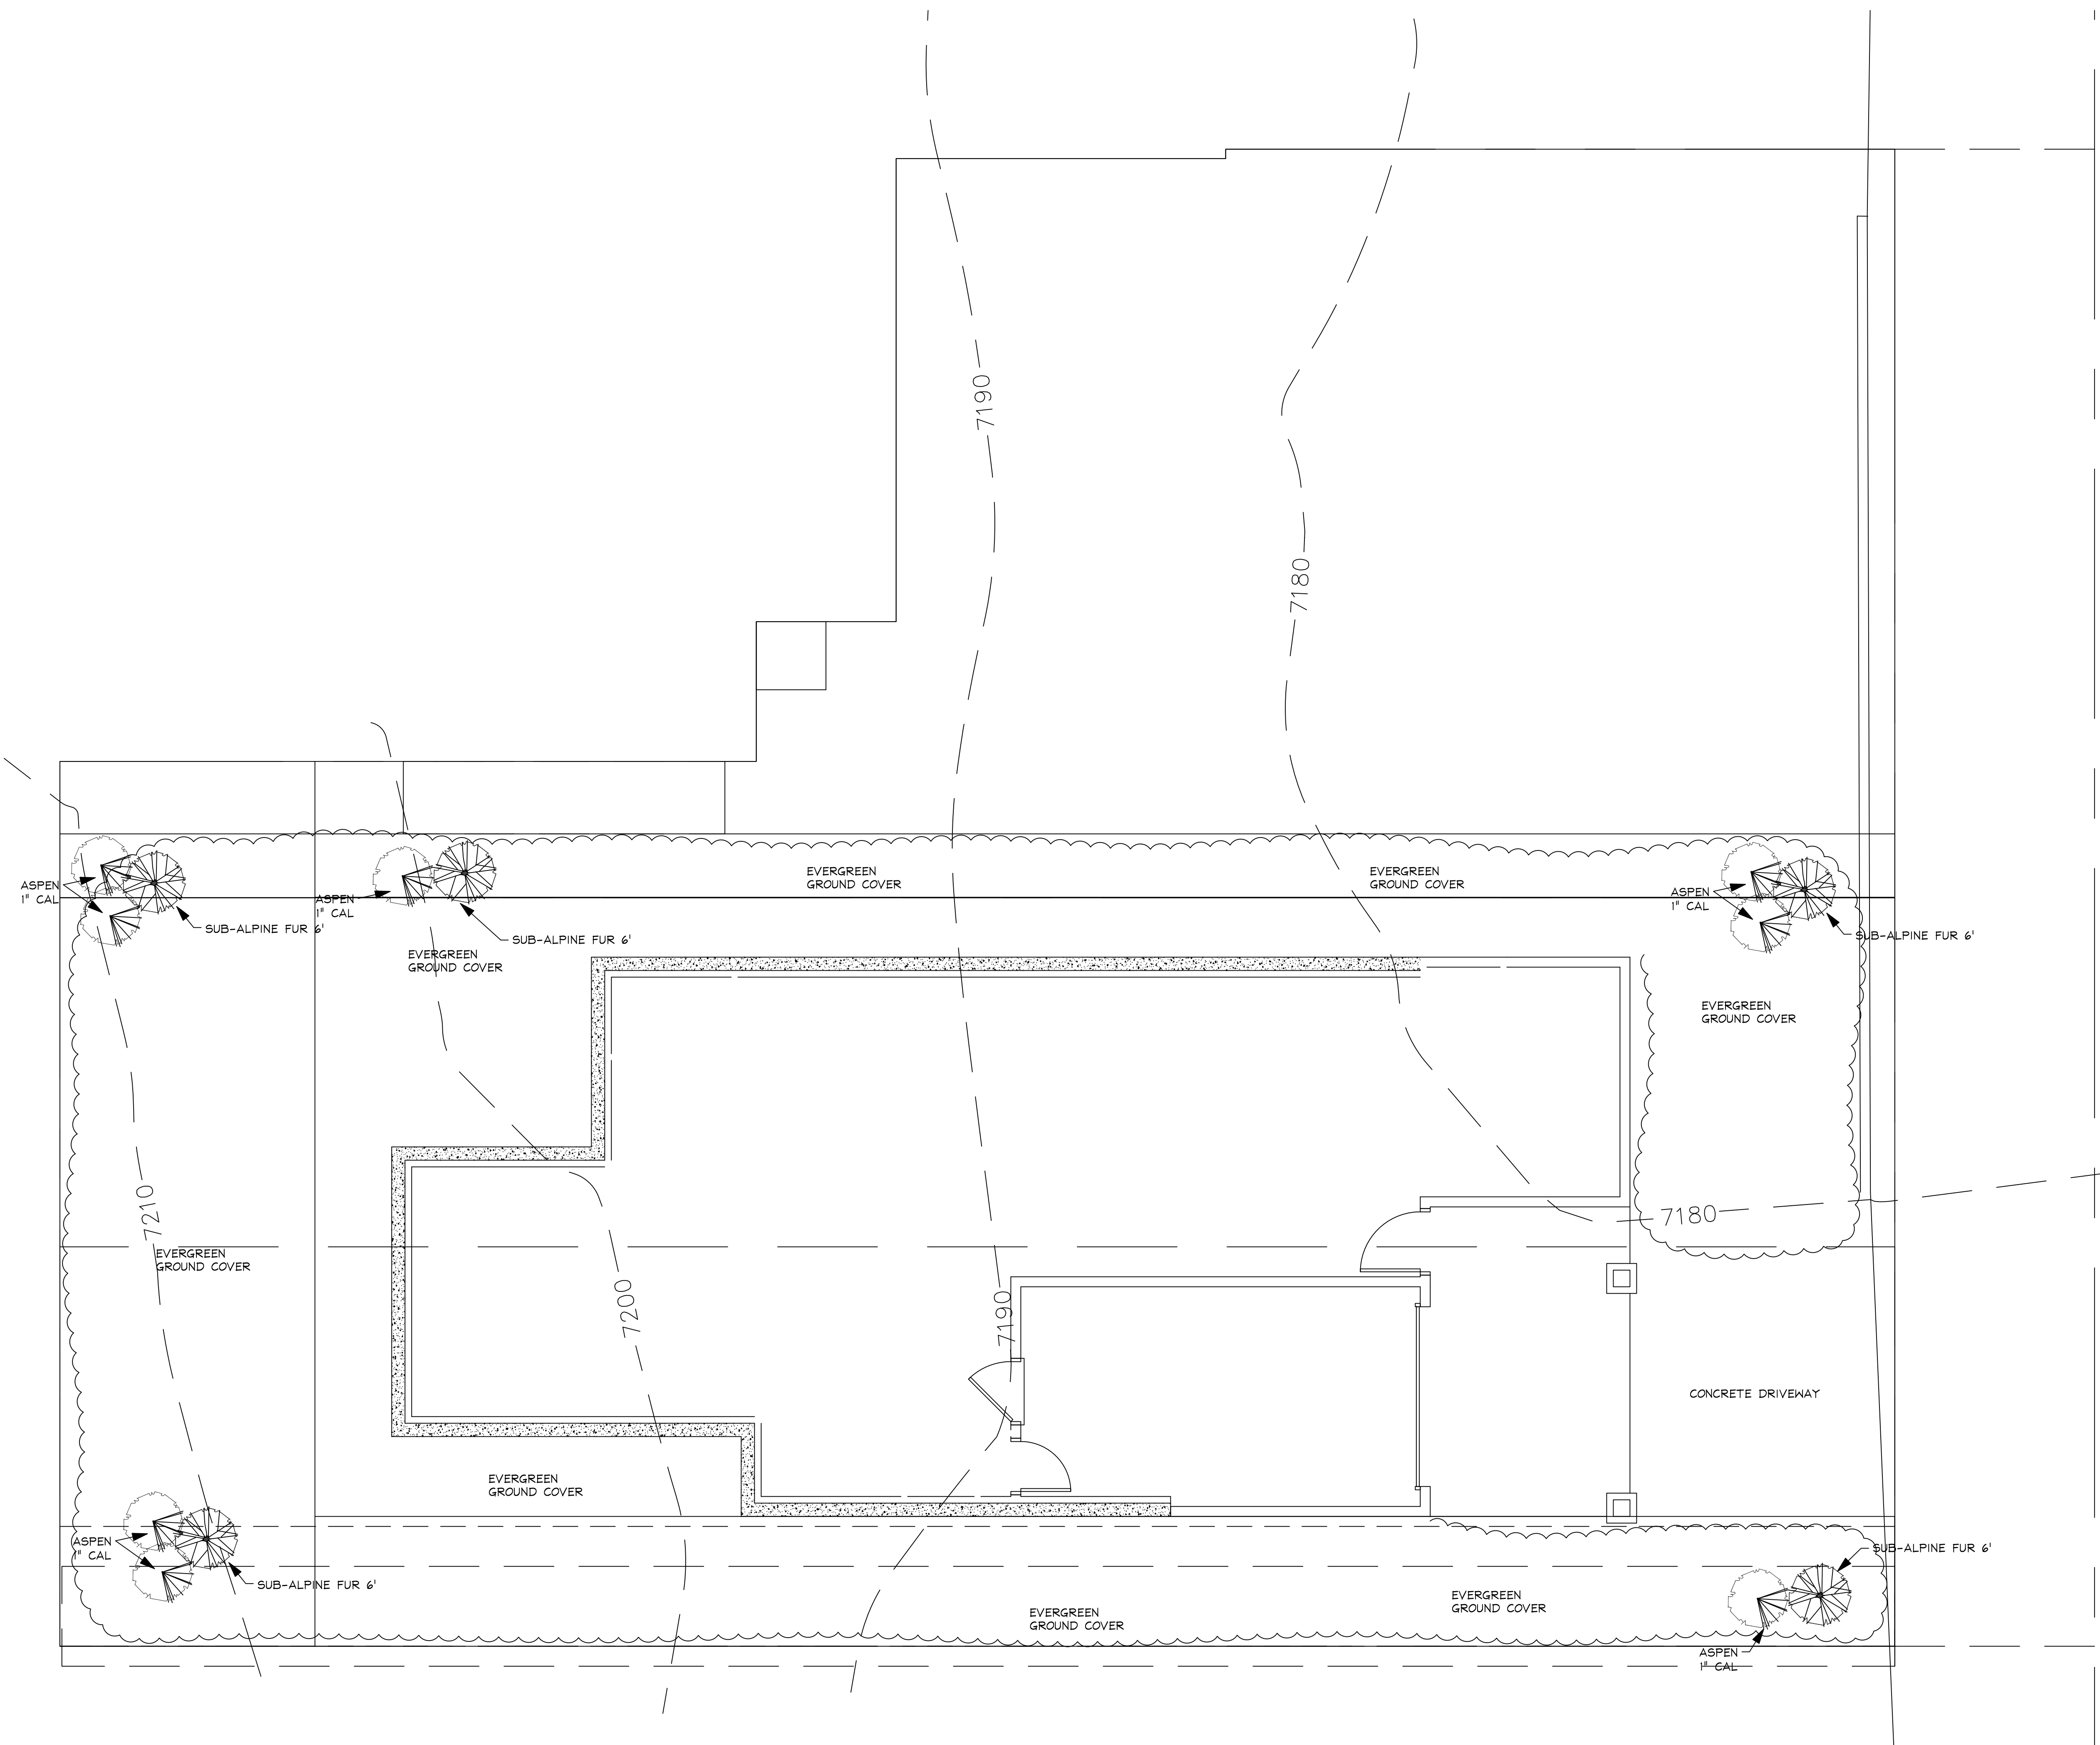 7190
7180
EVERGREEN
GROUND COVER
EVERGREEN
GROUND COVER
ASPEN
1" CAL
SUB-ALPINE FUR 6'
ASPEN
1" CAL
SUB-ALPINE FUR 6'
EVERGREEN
GROUND COVER
ASPEN
1" CAL
SUB-ALPINE FUR 6'
EVERGREEN
GROUND COVER
7210
EVERGREEN
GROUND COVER
7180
7200
7190
CONCRETE DRIVEWAY
EVERGREEN
GROUND COVER
ASPEN
1" CAL
SUB-ALPINE FUR 6'
SUB-ALPINE FUR 6'
EVERGREEN
GROUND COVER
EVERGREEN
GROUND COVER
ASPEN
1" CAL